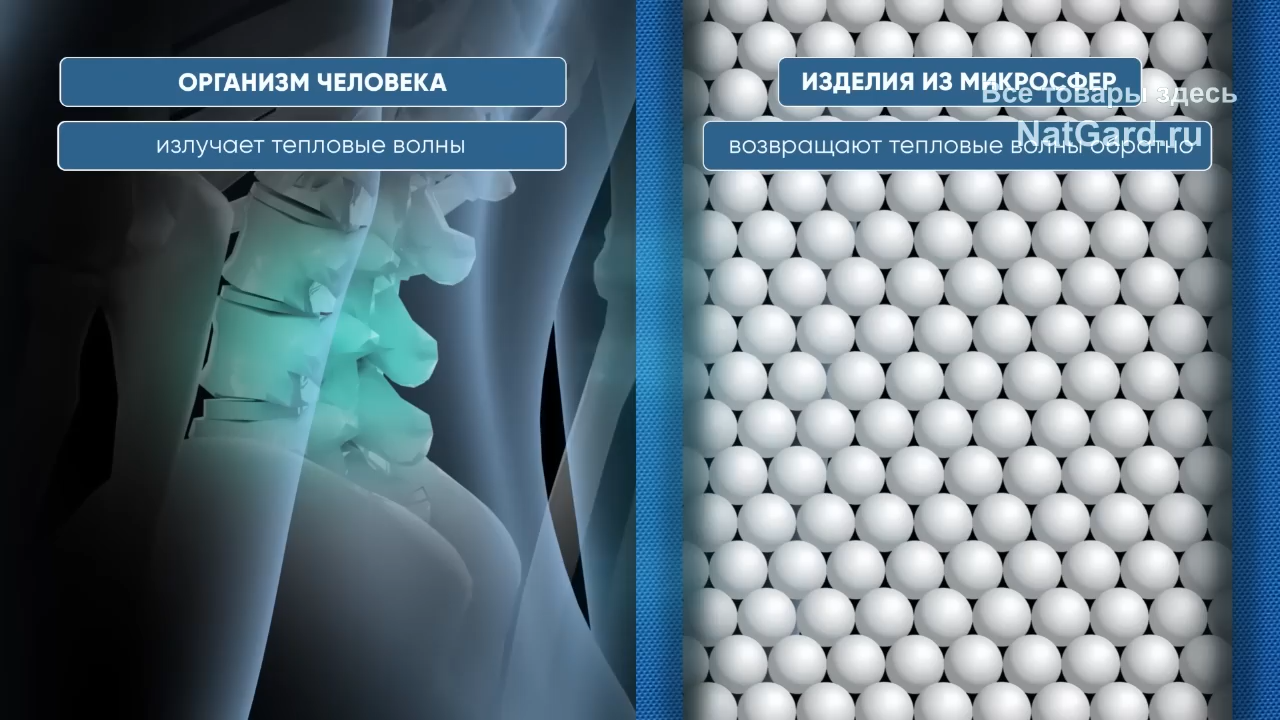 ОРГАНИЗМ ЧЕЛОВЕКА
излучает тепловые волны
ИЗДЕЛИЯ ИЗ МИКРОСФЕР
Все товары здесь
NatGard.ru
возвращают тепловые волны обратно